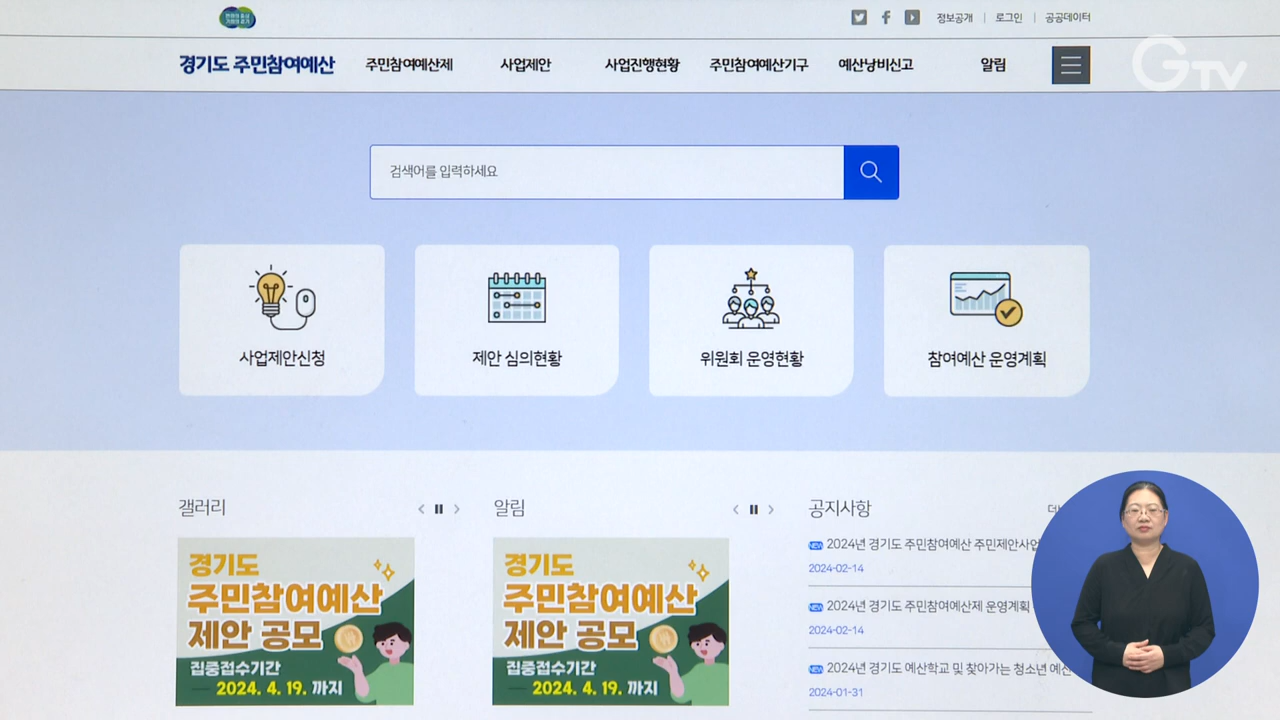 정보공개 | 로그인 | 공공데이터
경기도 주민참여예산
주민참여예산제 사업제안 사업진행현황 주민참여예산기구 예산낭비신고 알림
GTV
검색어를 입력하세요
사업제안신청
제안 심의현황
위원회 운영현황
참여예산 운영계획
갤러리
경기도
주민참여예산
제안 공모
집중접수기간
2024. 4. 19. 까지
알림
경기도
주민참여예산
제안 공모
집중접수기간
2024. 4. 19. 까지
공지사항
NEW 2024년 경기도 주민참여예산 주민제안사업
2024-02-14
NEW 2024년 경기도 주민참여예산제 운영계획
2024-02-14
NEW 2024년 경기도 예산학교 및 찾아가는 청소년 예산
2024-01-31